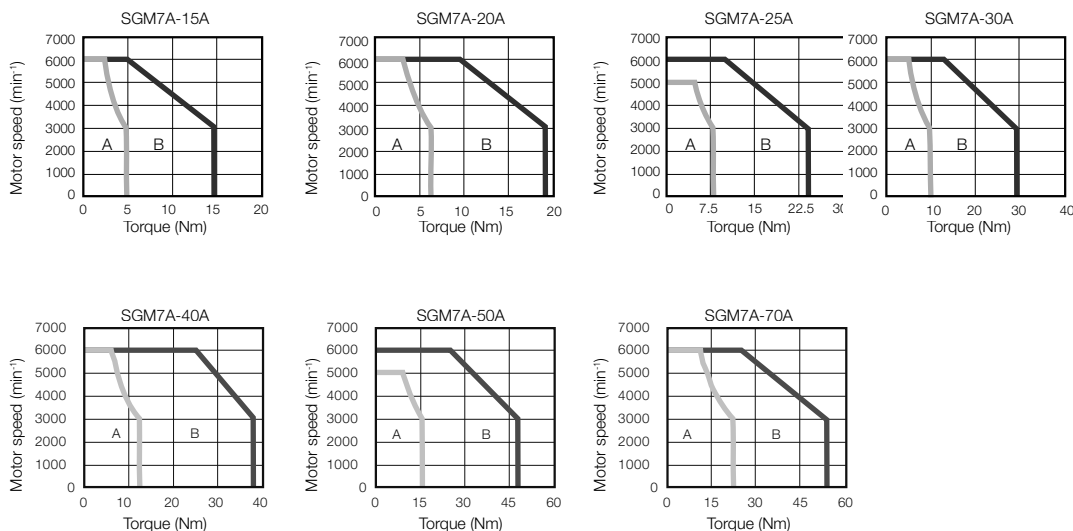 SGM7A-15A
Motor speed (min⁻¹)
7000
6000
5000
4000
3000
2000
1000
0
A
B
0 5 10 15 20
Torque (Nm)
SGM7A-20A
Motor speed (min⁻¹)
7000
6000
5000
4000
3000
2000
1000
0
A
B
0 5 10 15 20
Torque (Nm)
SGM7A-25A
Motor speed (min⁻¹)
7000
6000
5000
4000
3000
2000
1000
0
A
B
0 7.5 15 22.5 30
Torque (Nm)
SGM7A-30A
7000
6000
5000
4000
3000
2000
1000
0
A
B
0 10 20 30 40
Torque (Nm)
SGM7A-40A
Motor speed (min⁻¹)
7000
6000
5000
4000
3000
2000
1000
0
A
B
0 10 20 30 40
Torque (Nm)
SGM7A-50A
Motor speed (min⁻¹)
7000
6000
5000
4000
3000
2000
1000
0
A
B
0 15 30 45 60
Torque (Nm)
SGM7A-70A
Motor speed (min⁻¹)
7000
6000
5000
4000
3000
2000
1000
0
A
B
0 15 30 45 60
Torque (Nm)